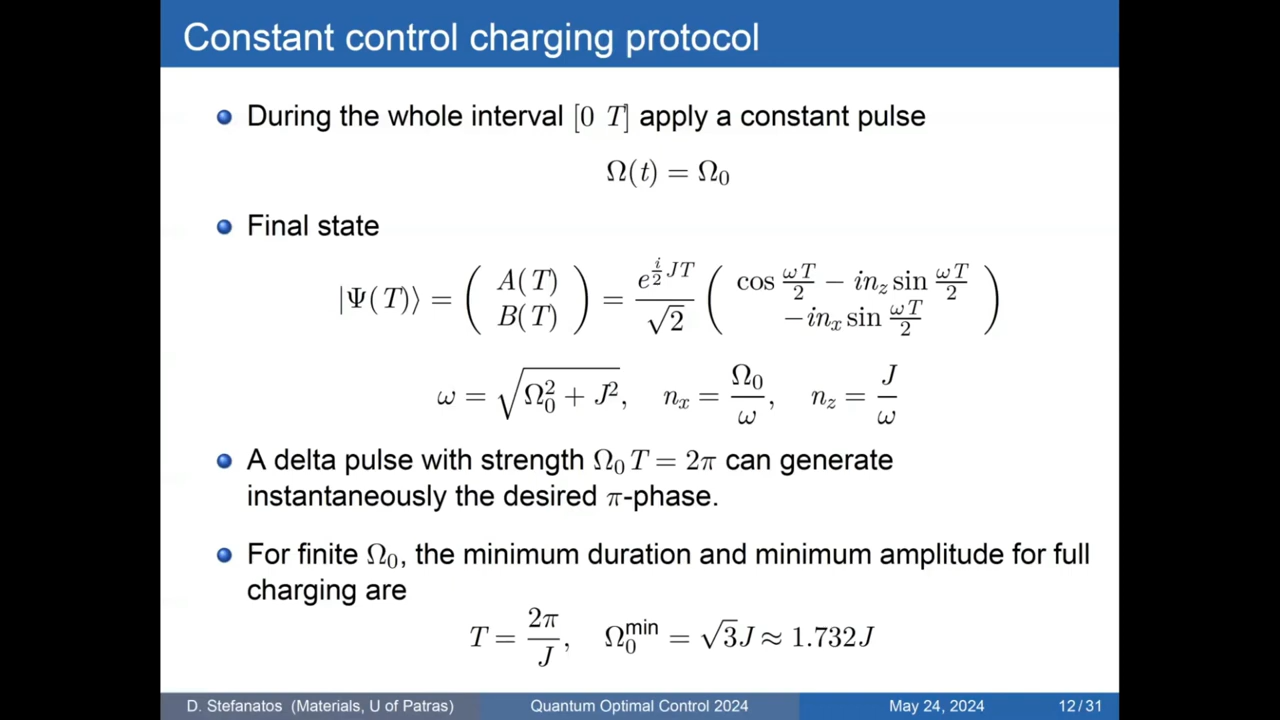 Constant control charging protocol
During the whole interval [0 T] apply a constant pulse
Ω(t) = Ω₀
Final state
|Ψ(T)⟩ = ( A(T) B(T) ) = e^{i/2 JT}/√2 ( cos ωT/2 − in_z sin ωT/2 −in_x sin ωT/2 )
ω = √(Ω₀² + J²), n_x = Ω₀/ω, n_z = J/ω
A delta pulse with strength Ω₀T = 2π can generate
instantaneously the desired π-phase.
For finite Ω₀, the minimum duration and minimum amplitude for full
charging are
T = 2π/J, Ω₀^min = √3J ≈ 1.732J
D. Stefanatos (Materials, U of Patras) Quantum Optimal Control 2024 May 24, 2024 12 / 31